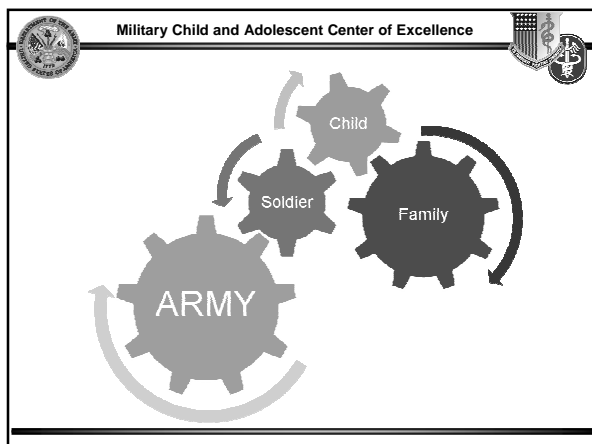 Military Child and Adolescent Center of Excellence
Child
Soldier
Family
ARMY